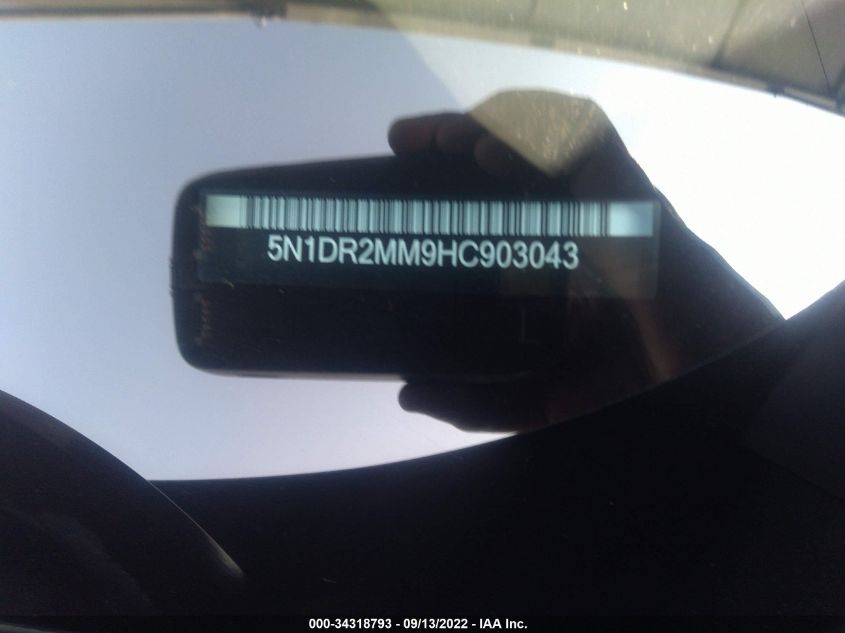 5N1DR2MM9HC903043
000-34318793 - 09/13/2022 - IAA Inc.